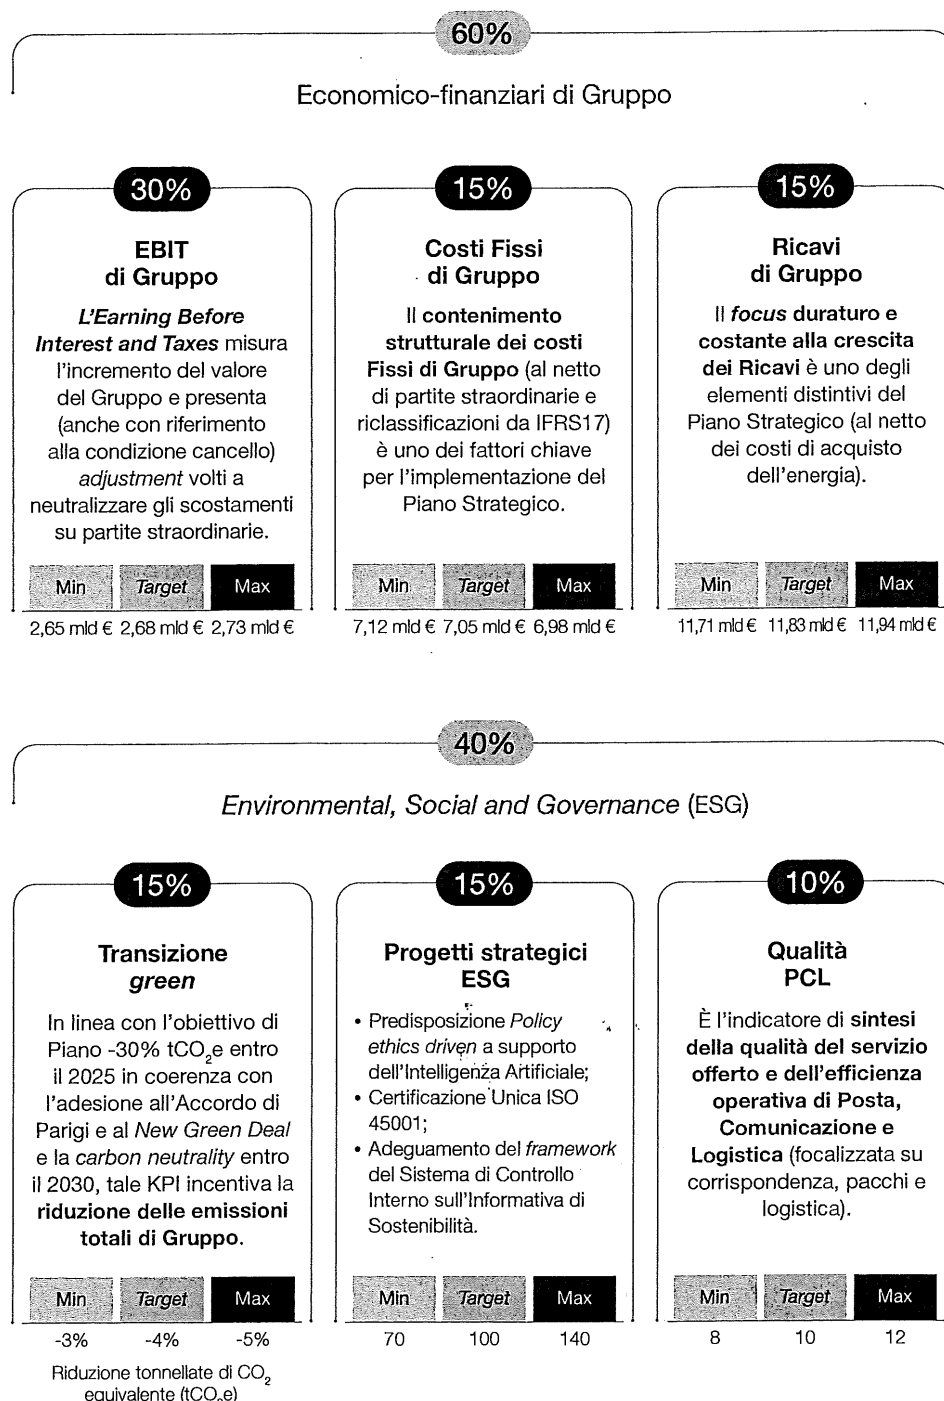 60%
Economico-finanziari di Gruppo
30%
EBIT
di Gruppo
L'Earning Before
Interest and Taxes misura
l'incremento del valore
del Gruppo e presenta
(anche con riferimento
alla condizione cancello)
adjustment volti a
neutralizzare gli scostamenti
su partite straordinarie.
Min Target Max
2,65 mld € 2,68 mld € 2,73 mld €
15%
Costi Fissi
di Gruppo
Il contenimento
strutturale dei costi
Fissi di Gruppo (al netto
di partite straordinarie e
riclassificazioni da IFRS17)
è uno dei fattori chiave
per l'implementazione del
Piano Strategico.
Min Target Max
7,12 mld € 7,05 mld € 6,98 mld €
15%
Ricavi
di Gruppo
Il focus duraturo e
costante alla crescita
dei Ricavi è uno degli
elementi distintivi del
Piano Strategico (al netto
dei costi di acquisto
dell'energia).
Min Target Max
11,71 mld € 11,83 mld € 11,94 mld €
40%
Environmental, Social and Governance (ESG)
15%
Transizione
green
In linea con l'obiettivo di
Piano -30% tCO₂e entro
il 2025 in coerenza con
l'adesione all'Accordo di
Parigi e al New Green Deal
e la carbon neutrality entro
il 2030, tale KPI incentiva la
riduzione delle emissioni
totali di Gruppo.
Min Target Max
-3% -4% -5%
Riduzione tonnellate di CO₂
equivalente (tCO₂e)
15%
Progetti strategici
ESG
• Predisposizione Policy
ethics driven a supporto
dell'Intelligenza Artificiale;
• Certificazione Unica ISO
45001;
• Adeguamento del framework
del Sistema di Controllo
Interno sull'Informativa di
Sostenibilità.
Min Target Max
70 100 140
10%
Qualità
PCL
È l'indicatore di sintesi
della qualità del servizio
offerto e dell'efficienza
operativa di Posta,
Comunicazione e
Logistica (focalizzata su
corrispondenza, pacchi e
logistica).
Min Target Max
8 10 12